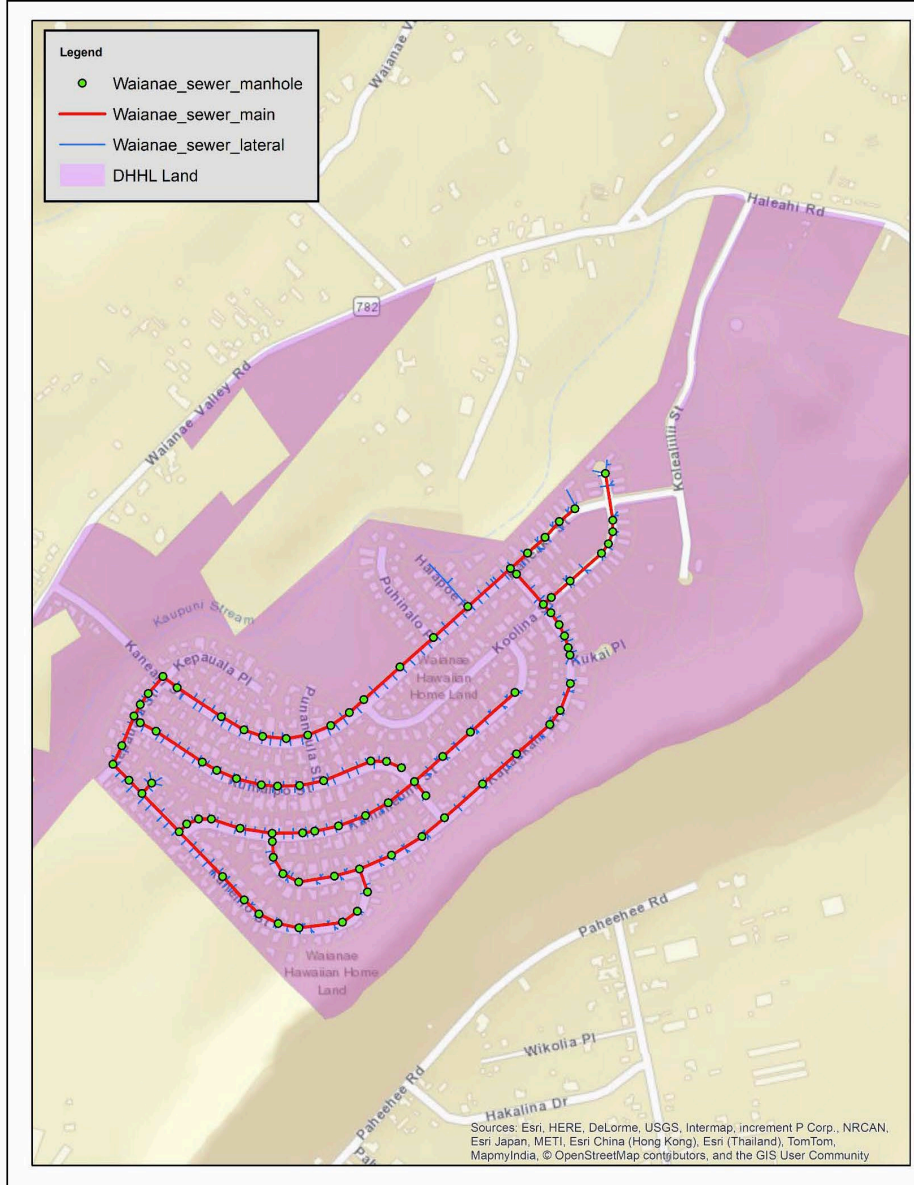 Legend
Waianae_sewer_manhole
Waianae_sewer_main
Waianae_sewer_lateral
DHHL Land
Waianae V
Haleahi Rd
782
Waianae Valley Rd
Kolealiilii St
Kaupuni Stream
Puhinalo
Koolina
Kukai Pl
Kepauala Pl
Waianae
Hawaiian
Home Land
Waianae
Hawaiian Home
Land
Paheehee Rd
Wikolia Pl
Hakalina Dr
Paheehee Rd
Sources: Esri, HERE, DeLorme, USGS, Intermap, increment P Corp., NRCAN,
Esri Japan, METI, Esri China (Hong Kong), Esri (Thailand), TomTom,
MapmyIndia, © OpenStreetMap contributors, and the GIS User Community